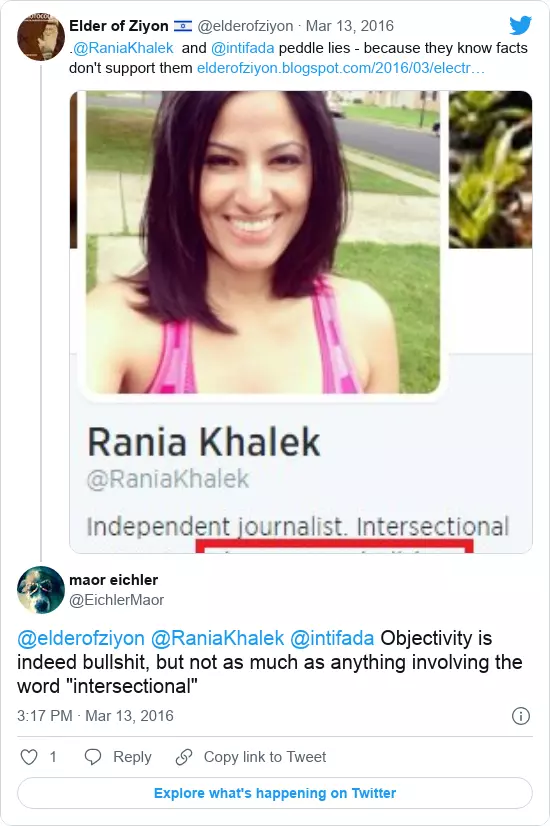 Elder of Ziyon 🇮🇱 @elderofziyon · Mar 13, 2016
.@RaniaKhalek and @intifada peddle lies - because they know facts
don't support them elderofziyon.blogspot.com/2016/03/electr…
Rania Khalek
@RaniaKhalek
Independent journalist. Intersectional
maor eichler
@EichlerMaor
@elderofziyon @RaniaKhalek @intifada Objectivity is
indeed bullshit, but not as much as anything involving the
word "intersectional"
3:17 PM · Mar 13, 2016
1 Reply Copy link to Tweet
Explore what's happening on Twitter